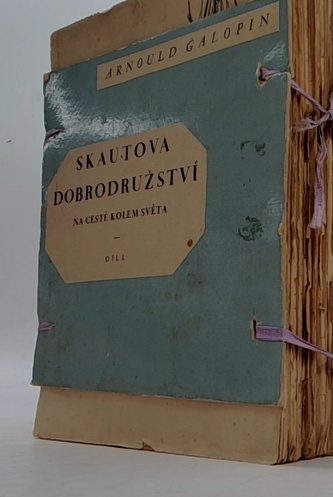 ARNOULD GALOPIN
SKAUTOVA
DOBRODRUŽSTVÍ
NA CESTĚ KOLEM SVĚTA
—
DÍL I.